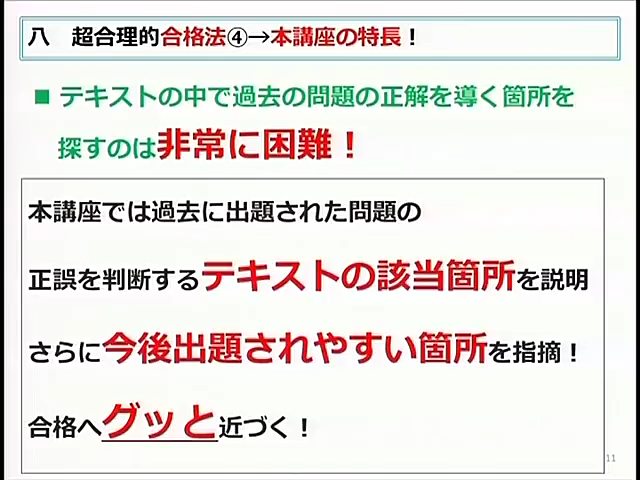 八　超合理的合格法④→本講座の特長！
■ テキストの中で過去の問題の正解を導く箇所を
探すのは非常に困難！
本講座では過去に出題された問題の
正誤を判断するテキストの該当箇所を説明
さらに今後出題されやすい箇所を指摘！
合格へグッと近づく！
11